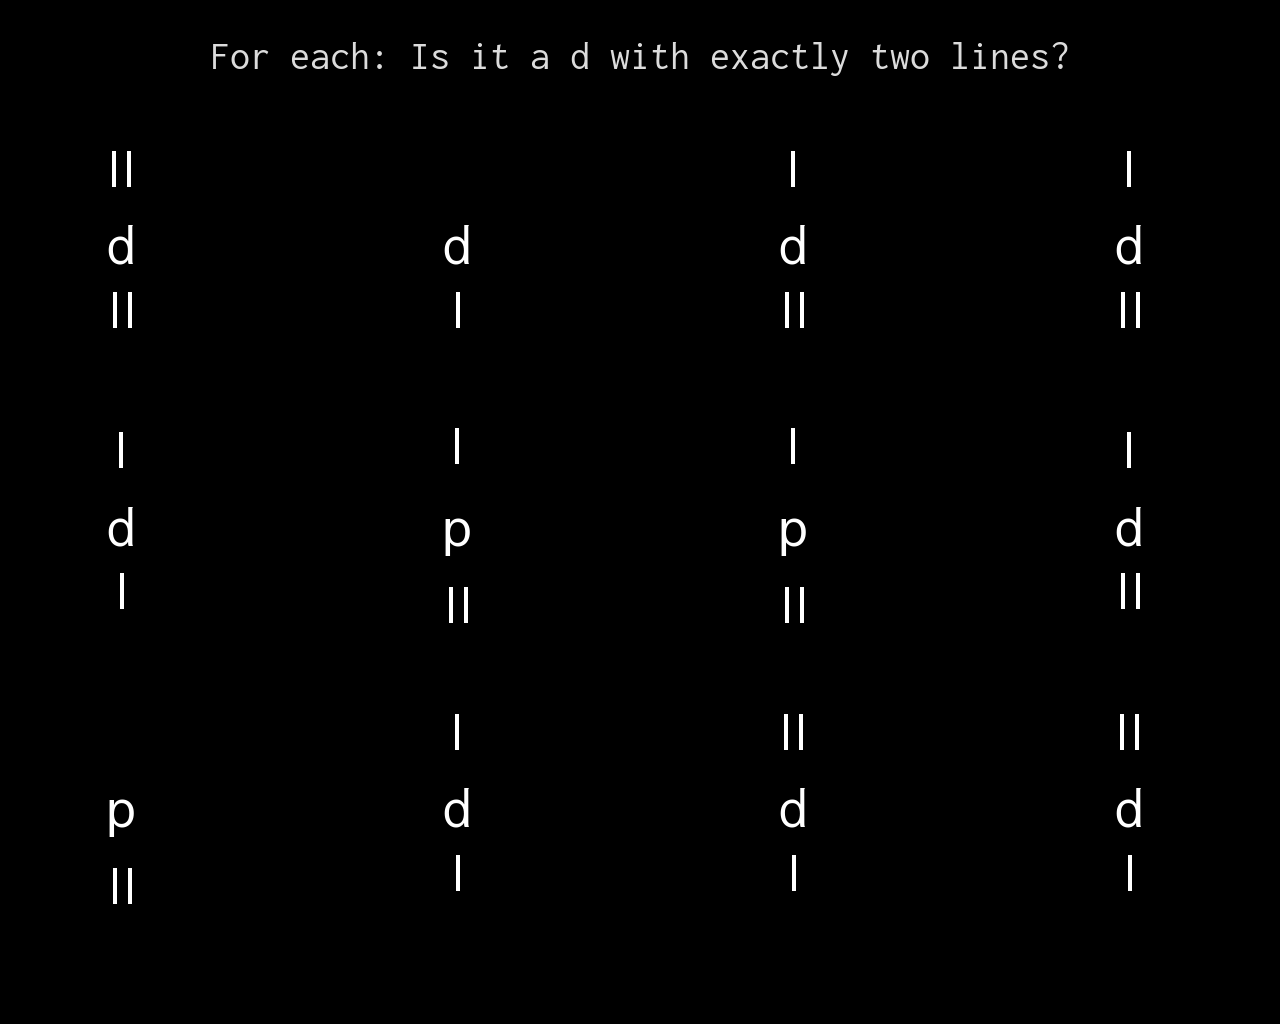 For each: Is it a d with exactly two lines?
|| | |
d d d d
|| | || ||
| | | |
d p p d
| || || ||
| || ||
p d d d
|| | | |